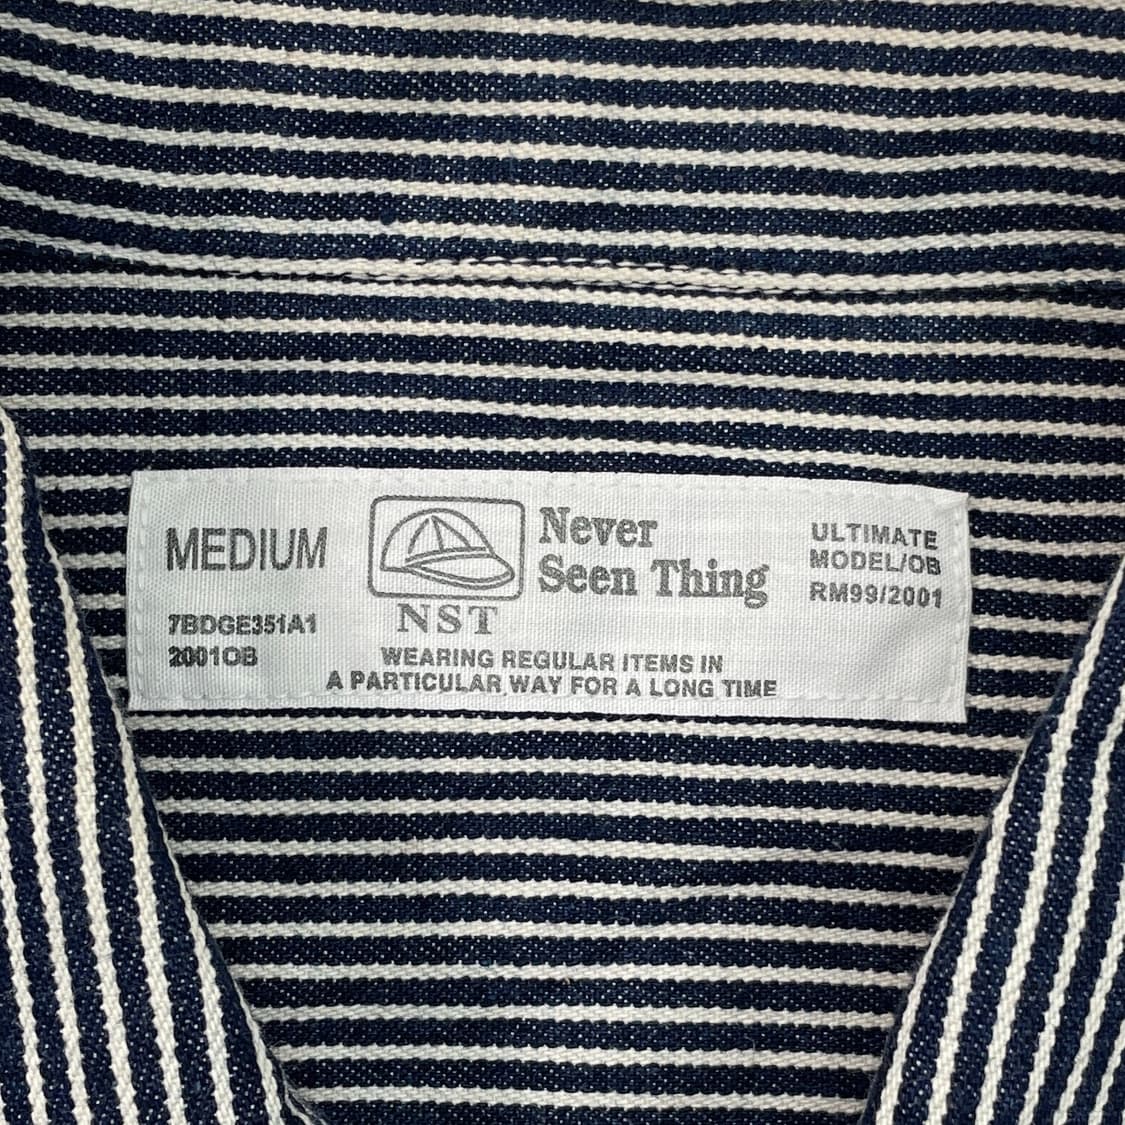 MEDIUM
7BDGE351A1
2001OB
NST
Never
Seen Thing
WEARING REGULAR ITEMS IN
A PARTICULAR WAY FOR A LONG TIME
ULTIMATE
MODEL/OB
RM99/2001